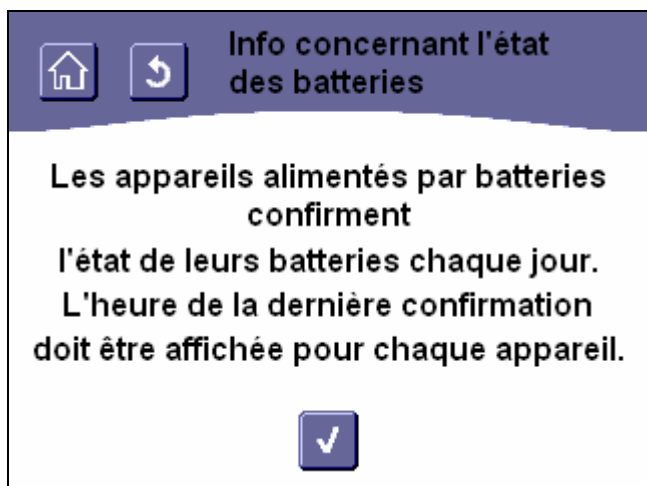 Info concernant l'état
des batteries
Les appareils alimentés par batteries
confirment
l'état de leurs batteries chaque jour.
L'heure de la dernière confirmation
doit être affichée pour chaque appareil.